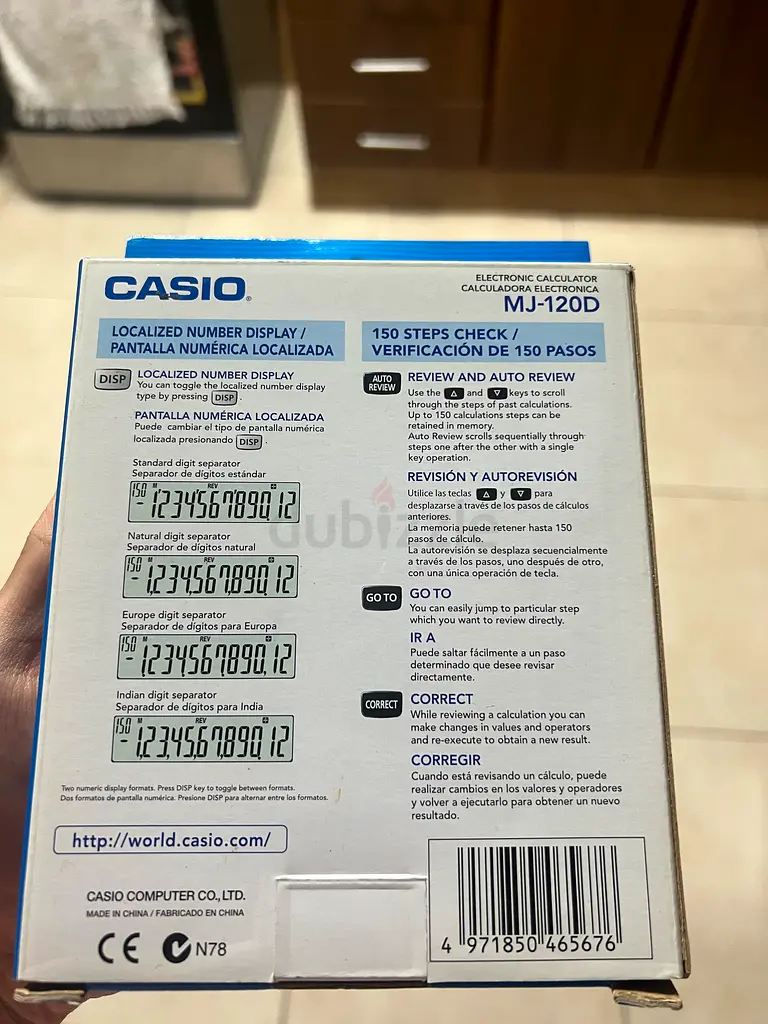 CASIO
ELECTRONIC CALCULATOR
CALCULADORA ELECTRONICA
MJ-120D
LOCALIZED NUMBER DISPLAY /
PANTALLA NUMÉRICA LOCALIZADA
DISP
LOCALIZED NUMBER DISPLAY
You can toggle the localized number display
type by pressing DISP .
PANTALLA NUMÉRICA LOCALIZADA
Puede cambiar el tipo de pantalla numérica
localizada presionando DISP .
Standard digit separator
Separador de dígitos estándar
150 M REV
- 123'456'789'012
Natural digit separator
Separador de dígitos natural
150 M REV
- 1,234,567,890.12
Europe digit separator
Separador de dígitos para Europa
150 M REV
- 1'234'567'890,12
Indian digit separator
Separador de dígitos para India
150 M REV
- 1,23,45,67,890.12
Two numeric display formats. Press DISP key to toggle between formats.
Dos formatos de pantalla numérica. Presione DISP para alternar entre los formatos.
http://world.casio.com/
CASIO COMPUTER CO., LTD.
MADE IN CHINA / FABRICADO EN CHINA
CE N78
150 STEPS CHECK /
VERIFICACIÓN DE 150 PASOS
AUTO
REVIEW
REVIEW AND AUTO REVIEW
Use the △ and ▽ keys to scroll
through the steps of past calculations.
Up to 150 calculations steps can be
retained in memory.
Auto Review scrolls sequentially through
steps one after the other with a single
key operation.
REVISIÓN Y AUTOREVISIÓN
Utilice las teclas △ y ▽ para
desplazarse a través de los pasos de cálculos
anteriores.
La memoria puede retener hasta 150
pasos de cálculo.
La autorevisión se desplaza secuencialmente
a través de los pasos, uno después de otro,
con una única operación de tecla.
GO TO
GO TO
You can easily jump to particular step
which you want to review directly.
IR A
Puede saltar fácilmente a un paso
determinado que desee revisar
directamente.
CORRECT
CORRECT
While reviewing a calculation you can
make changes in values and operators
and re-execute to obtain a new result.
CORREGIR
Cuando está revisando un cálculo, puede
realizar cambios en los valores y operadores
y volver a ejecutarlo para obtener un nuevo
resultado.
4 971850 465676
dubizzle